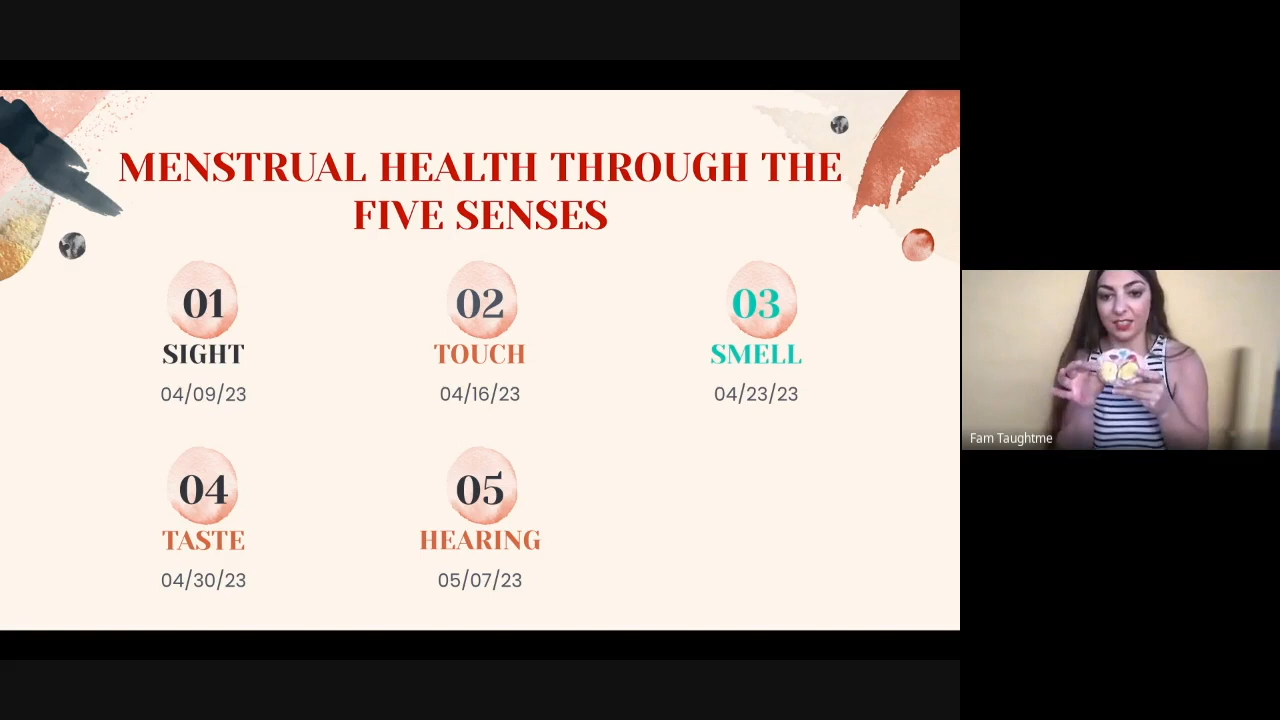 MENSTRUAL HEALTH THROUGH THE
FIVE SENSES
01
SIGHT
04/09/23
02
TOUCH
04/16/23
03
SMELL
04/23/23
04
TASTE
04/30/23
05
HEARING
05/07/23
Fam Taughtme